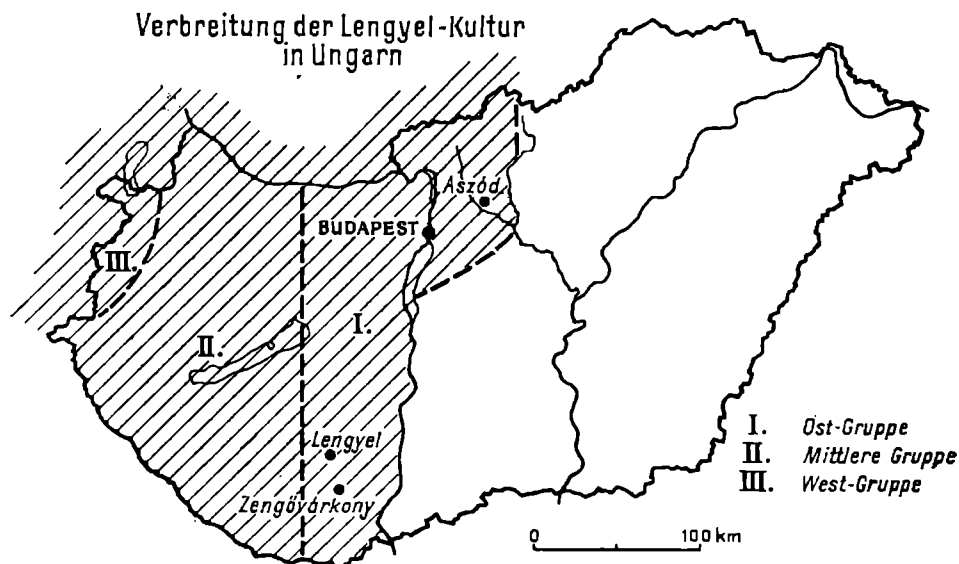 Verbreitung der Lengyel-Kultur
in Ungarn
Aszód
BUDAPEST
III.
I.
II.
Lengyel
Zengővárkony
I. Ost-Gruppe
II. Mittlere Gruppe
III. West-Gruppe
0 100 km